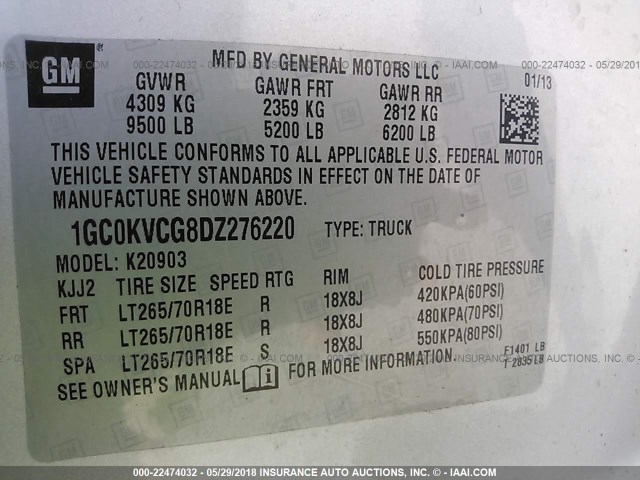 GM
MFD BY GENERAL MOTORS LLC
01/13
GVWR GAWR FRT GAWR RR
4309 KG 2359 KG 2812 KG
9500 LB 5200 LB 6200 LB
THIS VEHICLE CONFORMS TO ALL APPLICABLE U.S. FEDERAL MOTOR
VEHICLE SAFETY STANDARDS IN EFFECT ON THE DATE OF
MANUFACTURE SHOWN ABOVE.
1GC0KVCG8DZ276220 TYPE: TRUCK
MODEL: K20903
KJJ2 TIRE SIZE SPEED RTG RIM COLD TIRE PRESSURE
FRT LT265/70R18E R 18X8J 420KPA(60PSI)
RR LT265/70R18E R 18X8J 480KPA(70PSI)
SPA LT265/70R18E S 18X8J 550KPA(80PSI)
SEE OWNER'S MANUAL FOR MORE INFORMATION.
F1401 LB
T 2835 LB
000-22474032 - 05/29/2018 INSURANCE AUTO AUCTIONS, INC. - IAAI.COM